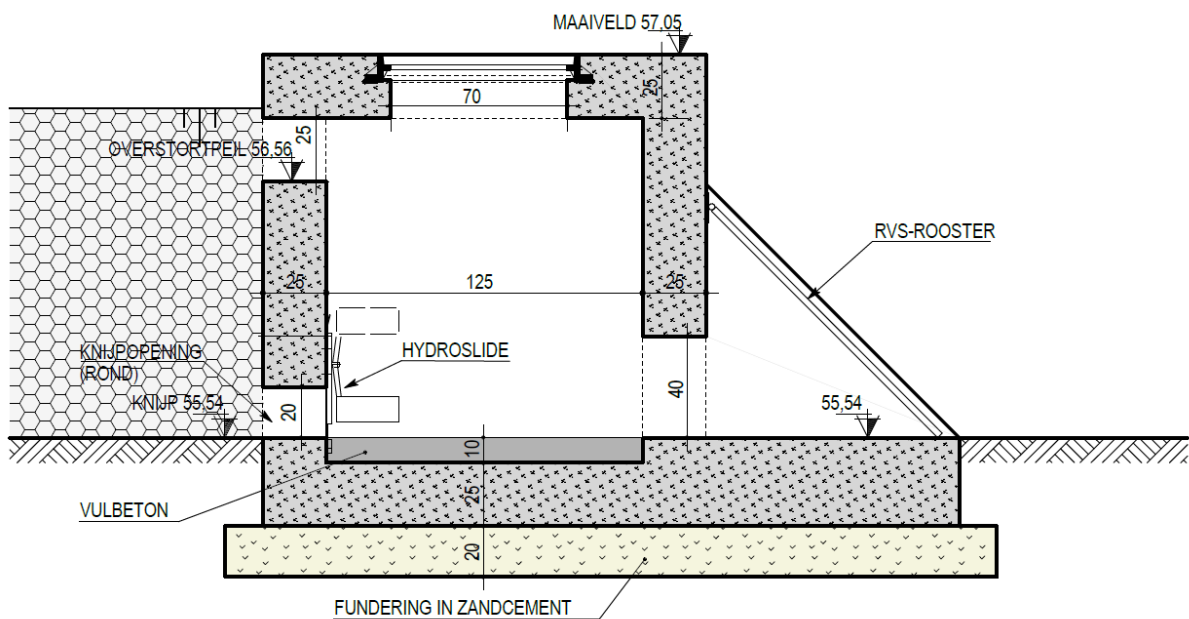 MAAIVELD 57,05
70
25
25
OVERSTORTPEIL 56,56
RVS-ROOSTER
25
125
25
KNIJPOPENING
(ROND)
HYDROSLIDE
KNIJP 55,54
20
40
55,54
10
25
VULBETON
20
FUNDERING IN ZANDCEMENT